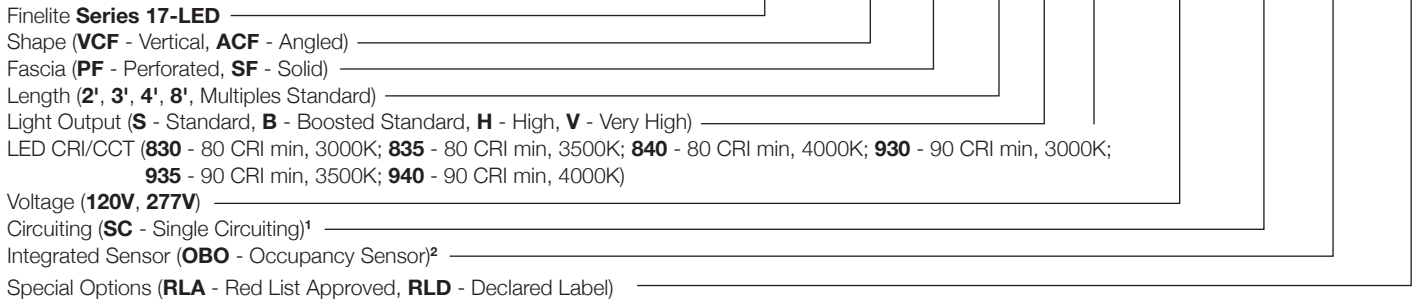 Finelite Series 17-LED
Shape (VCF - Vertical, ACF - Angled)
Fascia (PF - Perforated, SF - Solid)
Length (2', 3', 4', 8', Multiples Standard)
Light Output (S - Standard, B - Boosted Standard, H - High, V - Very High)
LED CRI/CCT (830 - 80 CRI min, 3000K; 835 - 80 CRI min, 3500K; 840 - 80 CRI min, 4000K; 930 - 90 CRI min, 3000K;
935 - 90 CRI min, 3500K; 940 - 90 CRI min, 4000K)
Voltage (120V, 277V)
Circuiting (SC - Single Circuiting)¹
Integrated Sensor (OBO - Occupancy Sensor)²
Special Options (RLA - Red List Approved, RLD - Declared Label)